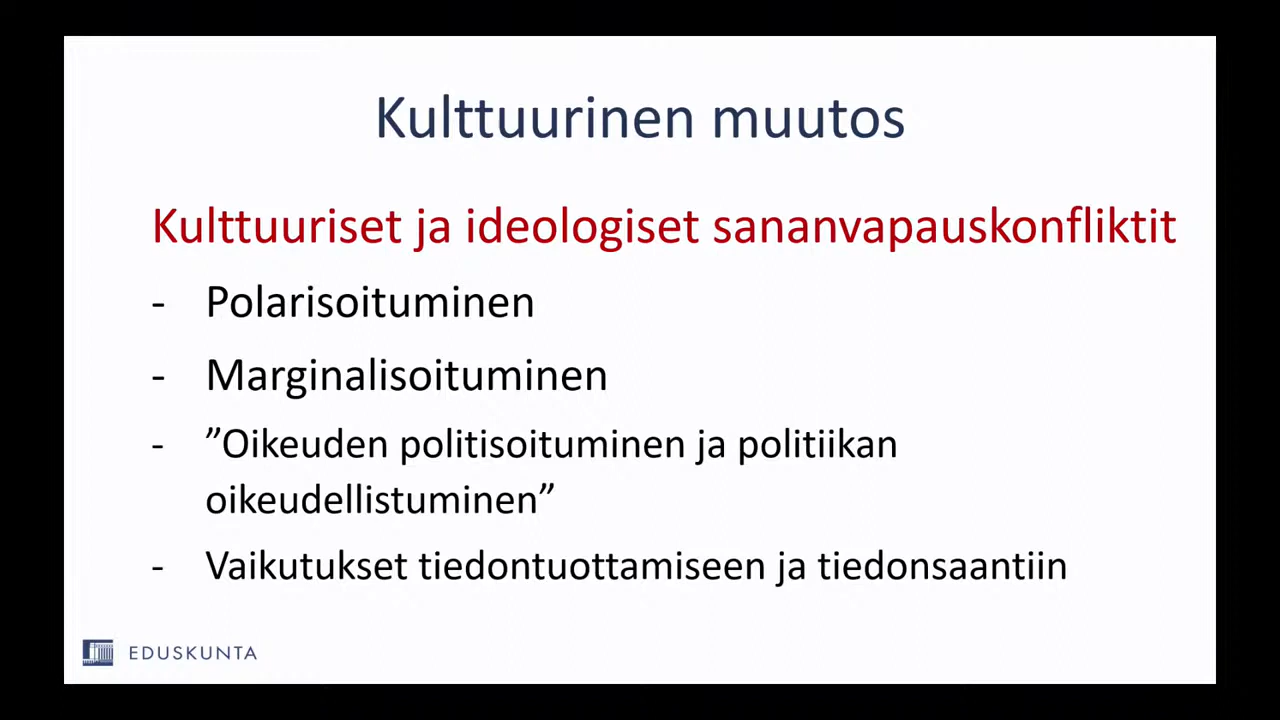 Kulttuurinen muutos
Kulttuuriset ja ideologiset sananvapauskonfliktit
- Polarisoituminen
- Marginalisoituminen
- ”Oikeuden politisoituminen ja politiikan
oikeudellistuminen”
- Vaikutukset tiedontuottamiseen ja tiedonsaantiin
EDUSKUNTA